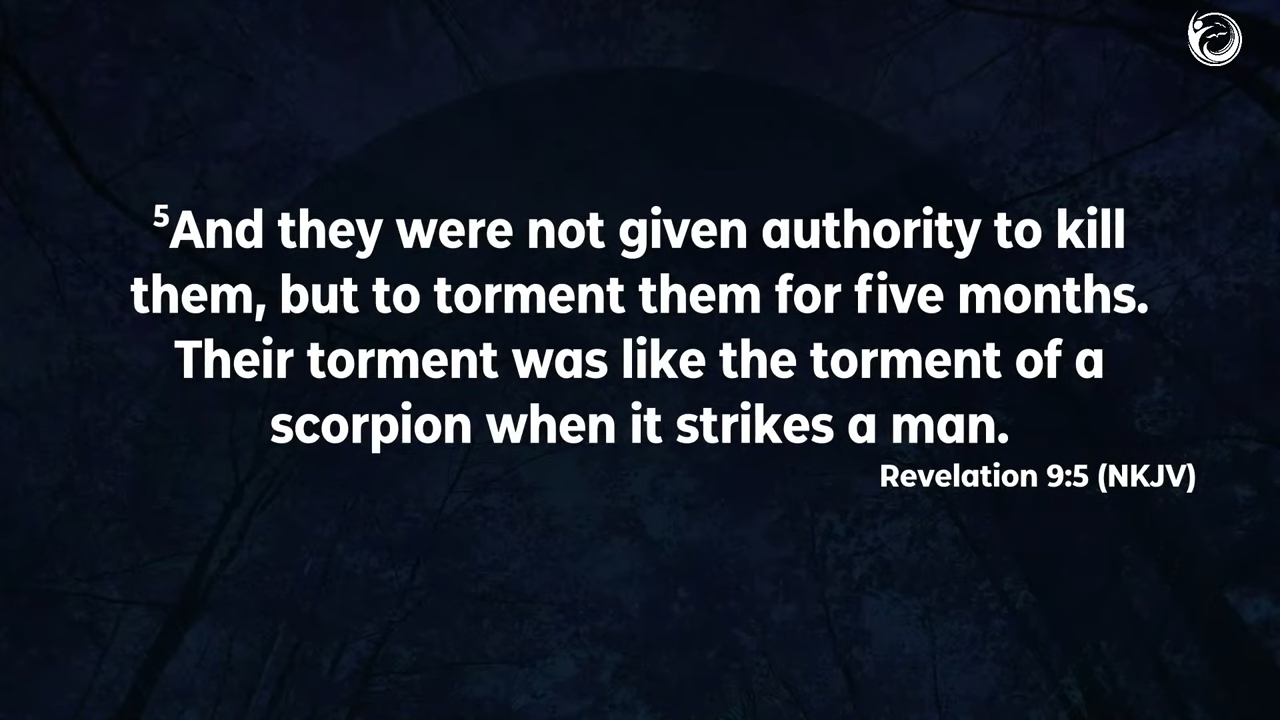 ⁵And they were not given authority to kill
them, but to torment them for five months.
Their torment was like the torment of a
scorpion when it strikes a man.
Revelation 9:5 (NKJV)